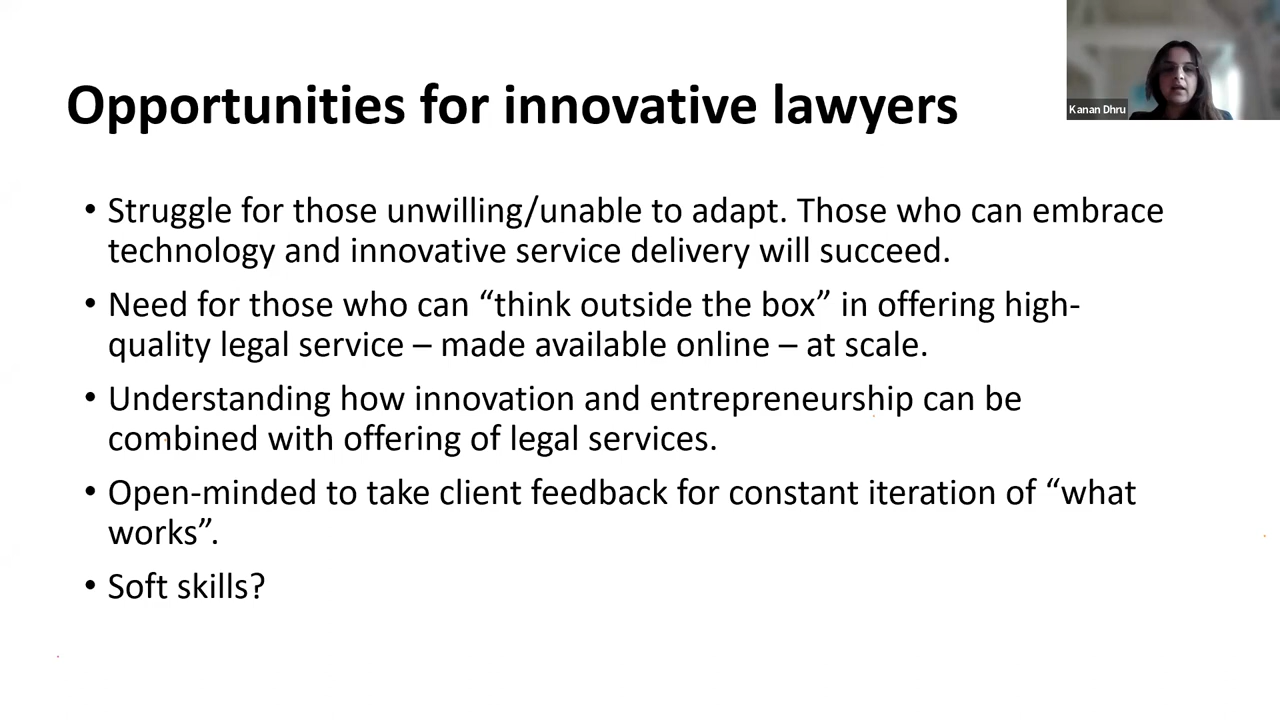 Opportunities for innovative lawyers
Kanan Dhru
• Struggle for those unwilling/unable to adapt. Those who can embrace
technology and innovative service delivery will succeed.
• Need for those who can “think outside the box” in offering high-
quality legal service – made available online – at scale.
• Understanding how innovation and entrepreneurship can be
combined with offering of legal services.
• Open-minded to take client feedback for constant iteration of “what
works”.
• Soft skills?